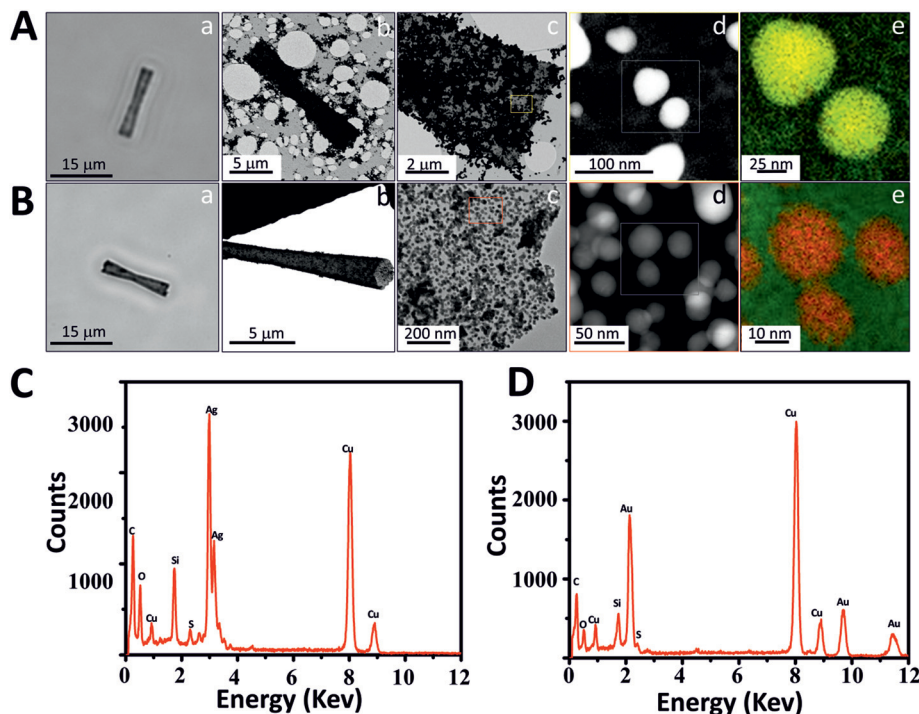 A
a
b
c
d
e
15 μm
5 μm
2 μm
100 nm
25 nm
B
a
b
c
d
e
15 μm
5 μm
200 nm
50 nm
10 nm
C
Counts
3000
2000
1000
C
O
Cu
Si
S
Ag
Ag
Cu
Cu
0 2 4 6 8 10 12
Energy (Kev)
D
Counts
3000
2000
1000
0
C
O
Cu
Si
Au
S
Cu
Cu
Au
Au
0 2 4 6 8 10 12
Energy (Kev)